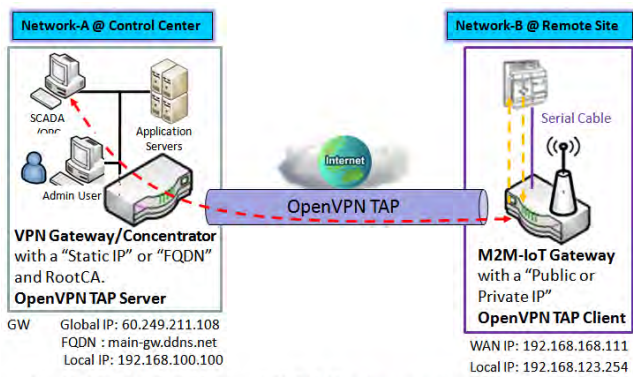 Network-A @ Control Center
Network-B @ Remote Site
SCADA
/OPC
Application
Servers
Admin User
Serial Cable
Internet
OpenVPN TAP
VPN Gateway/Concentrator
with a “Static IP” or “FQDN”
and RootCA.
OpenVPN TAP Server
M2M-IoT Gateway
with a “Public or
Private IP”
OpenVPN TAP Client
GW Global IP: 60.249.211.108
FQDN : main-gw.ddns.net
Local IP: 192.168.100.100
WAN IP: 192.168.168.111
Local IP: 192.168.123.254